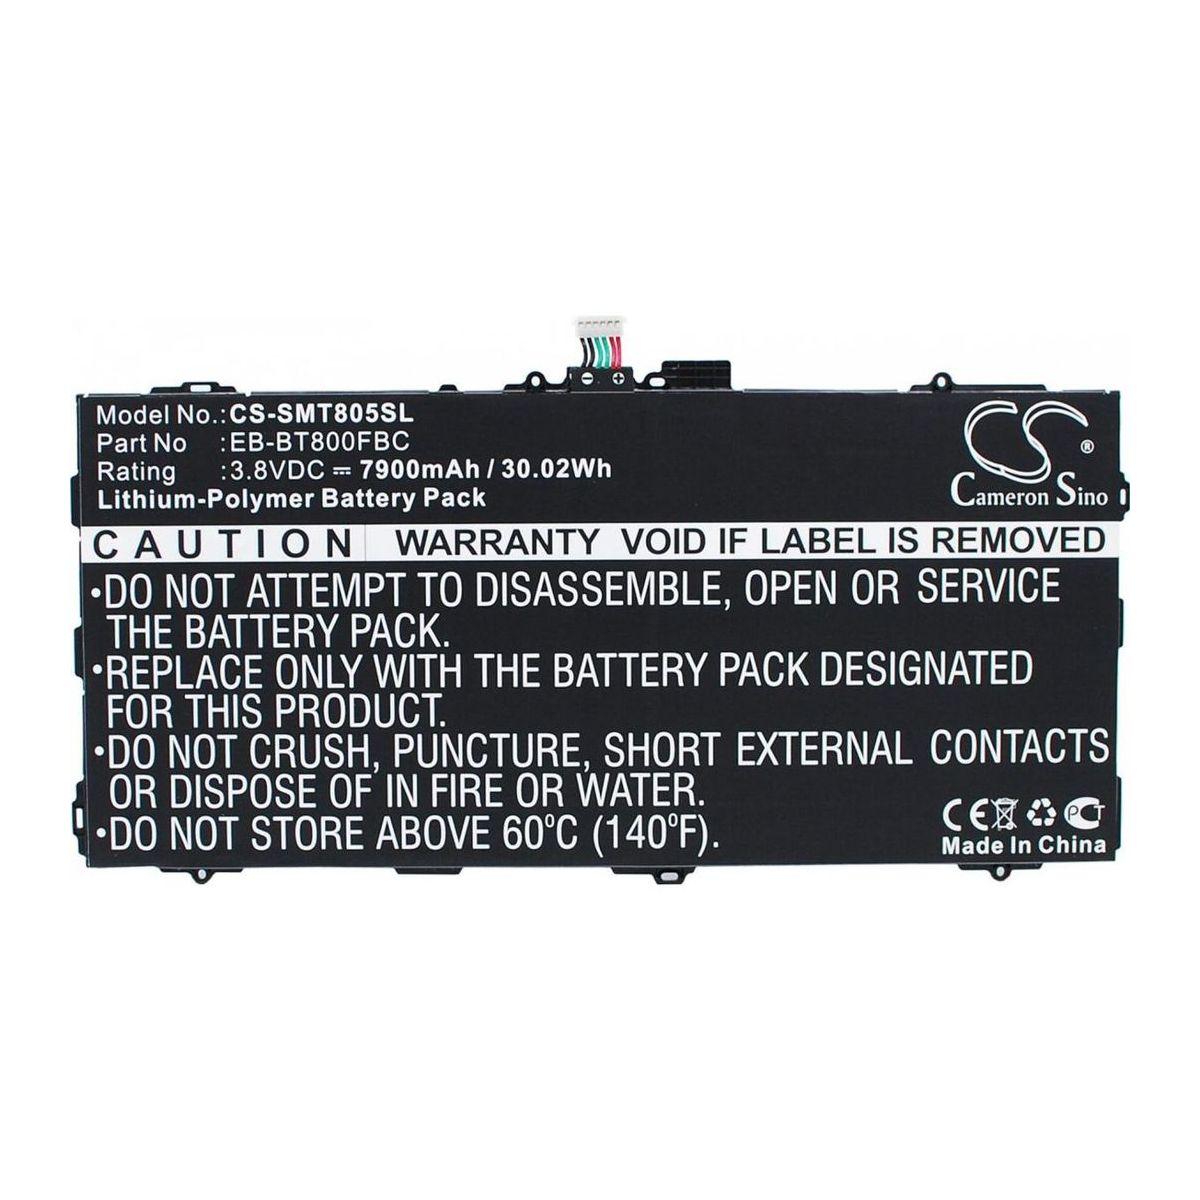 Model No.:CS-SMT805SL
Part No :EB-BT800FBC
Rating :3.8VDC ⎓ 7900mAh / 30.02Wh
Lithium-Polymer Battery Pack
CS
Cameron Sino
CAUTION WARRANTY VOID IF LABEL IS REMOVED
•DO NOT ATTEMPT TO DISASSEMBLE, OPEN OR SERVICE
THE BATTERY PACK.
•REPLACE ONLY WITH THE BATTERY PACK DESIGNATED
FOR THIS PRODUCT.
•DO NOT CRUSH, PUNCTURE, SHORT EXTERNAL CONTACTS
OR DISPOSE OF IN FIRE OR WATER.
•DO NOT STORE ABOVE 60ºC (140ºF).
CE PCT
Made In China